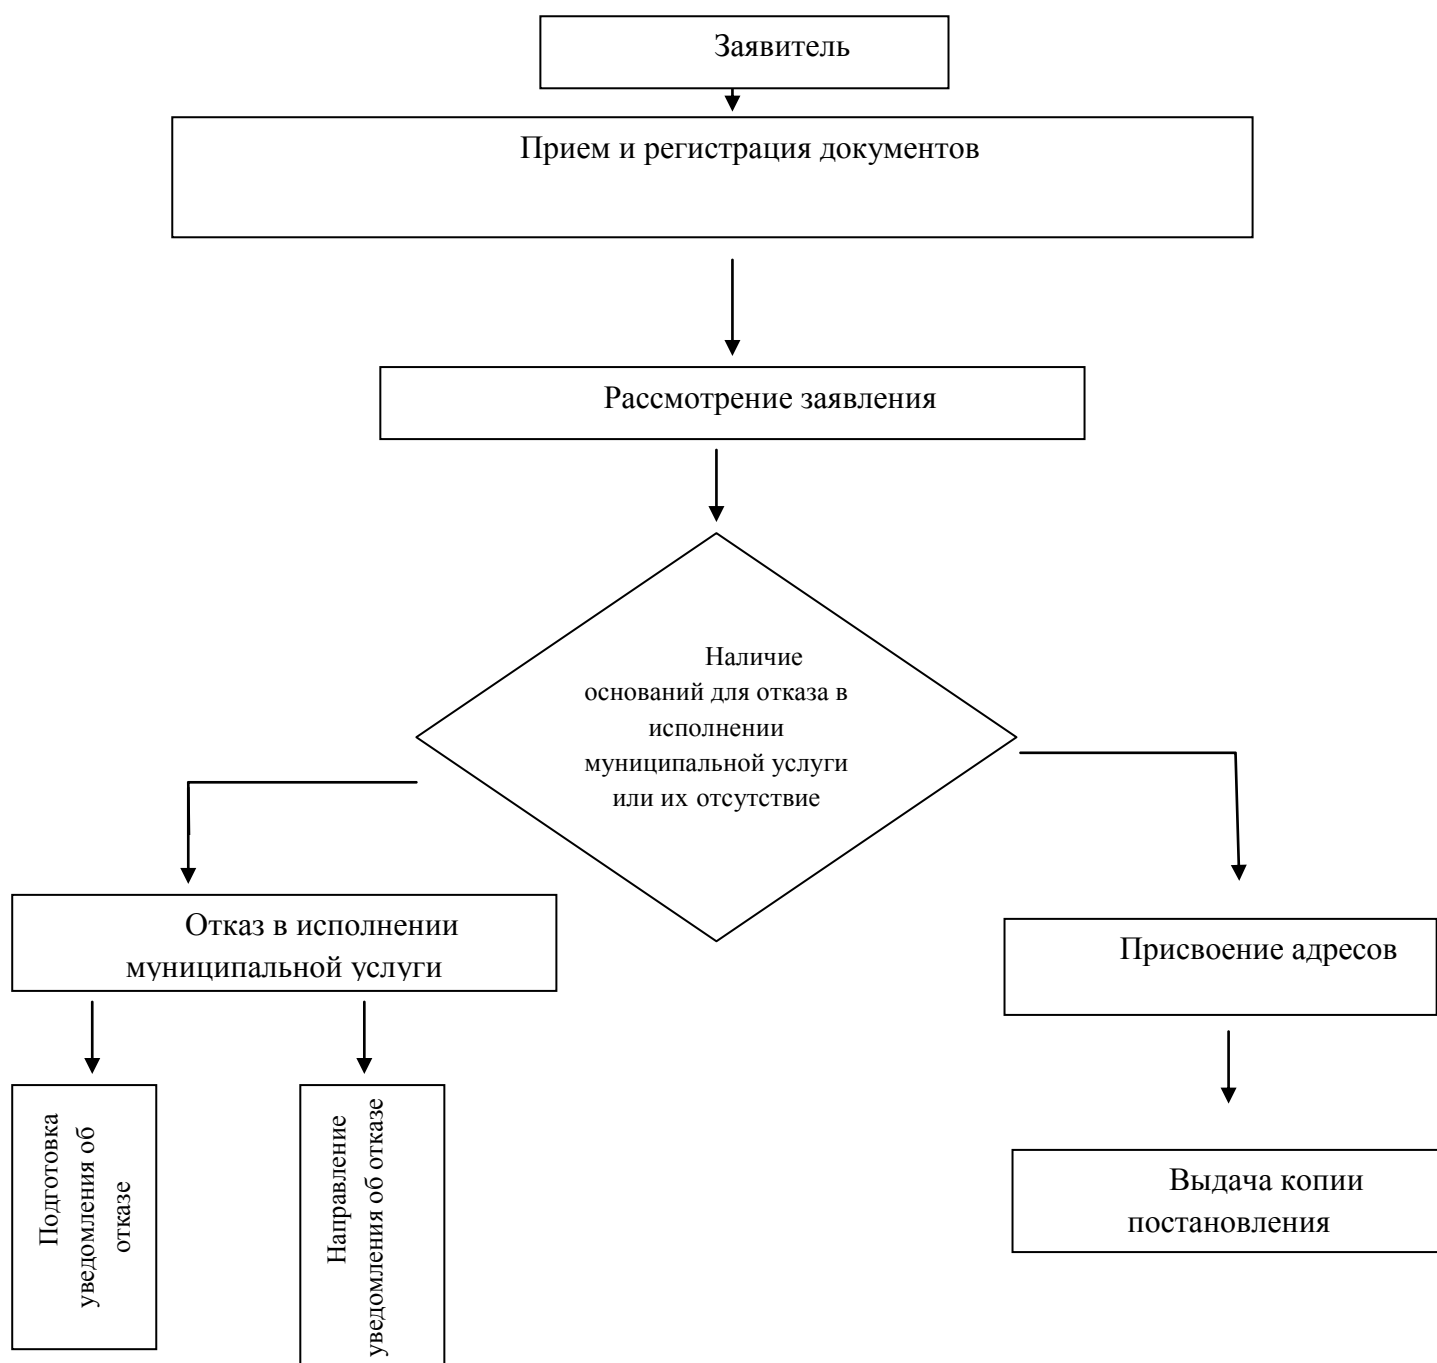 Заявитель
Прием и регистрация документов
Рассмотрение заявления
Наличие
оснований для отказа в
исполнении
муниципальной услуги
или их отсутствие
Отказ в исполнении
муниципальной услуги
Присвоение адресов
Подготовка
уведомления об
отказе
Направление
уведомления об отказе
Выдача копии
постановления